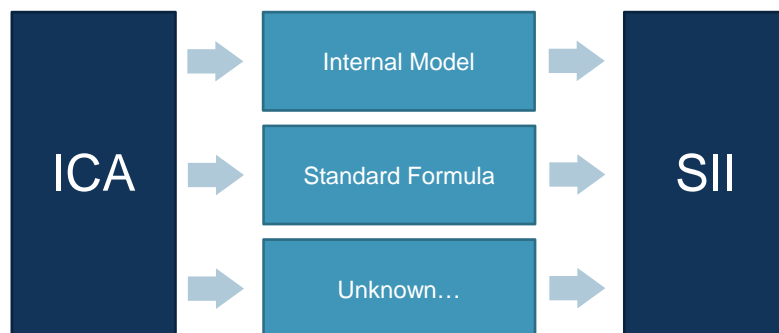 ICA
Internal Model
Standard Formula
Unknown…
SII